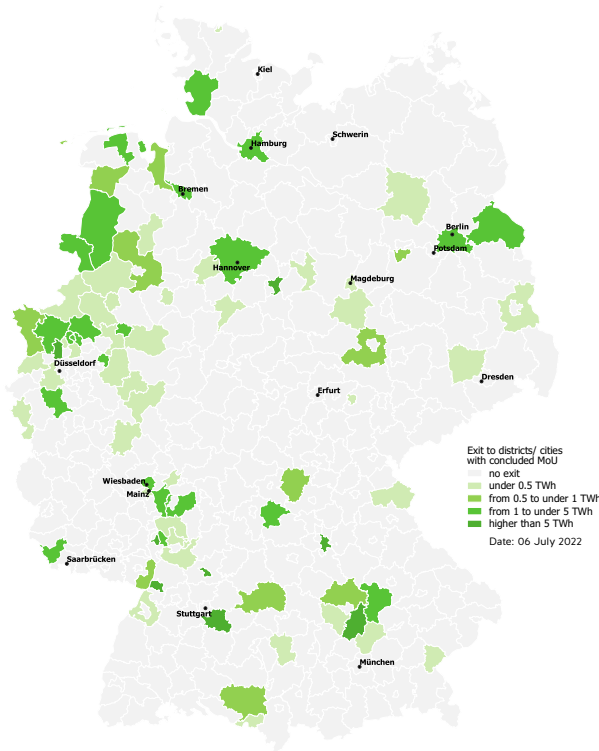 Kiel
Schwerin
Hamburg
Bremen
Berlin
Potsdam
Hannover
Magdeburg
Düsseldorf
Dresden
Erfurt
Exit to districts/ cities
with concluded MoU
no exit
under 0.5 TWh
from 0.5 to under 1 TWh
from 1 to under 5 TWh
higher than 5 TWh
Date: 06 July 2022
Wiesbaden
Mainz
Saarbrücken
Stuttgart
München